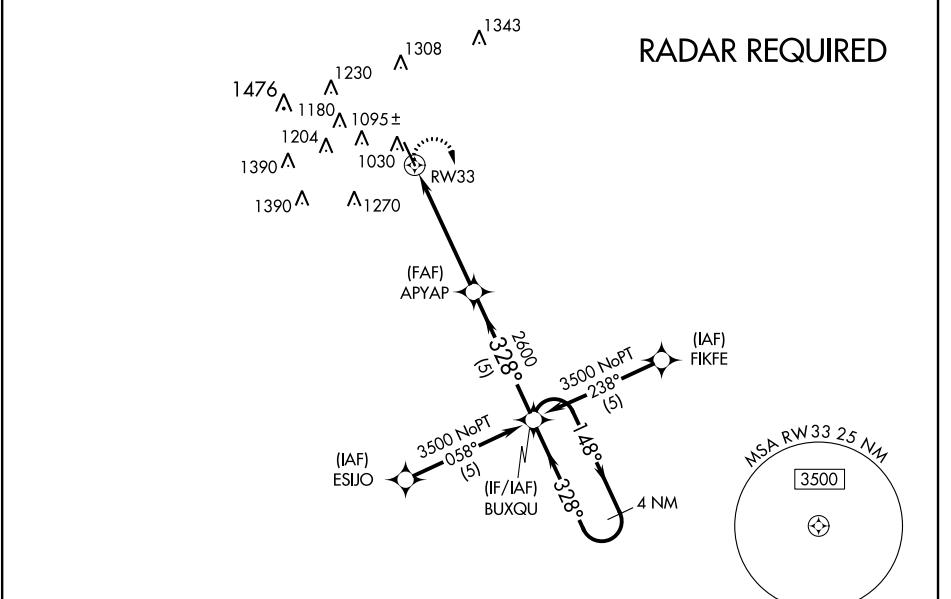 RADAR REQUIRED
1343
1308
1230
1476
1180
1095 ±
1204
1030
1390
RW33
1390
1270
(FAF)
APYAP
2600
328°
(5)
(IAF)
FIKFE
3500 NoPT
238°
(5)
3500 NoPT
058°
(5)
(IAF)
ESIJO
(IF/IAF)
BUXQU
148°
328°
4 NM
MSA RW33 25 NM
3500